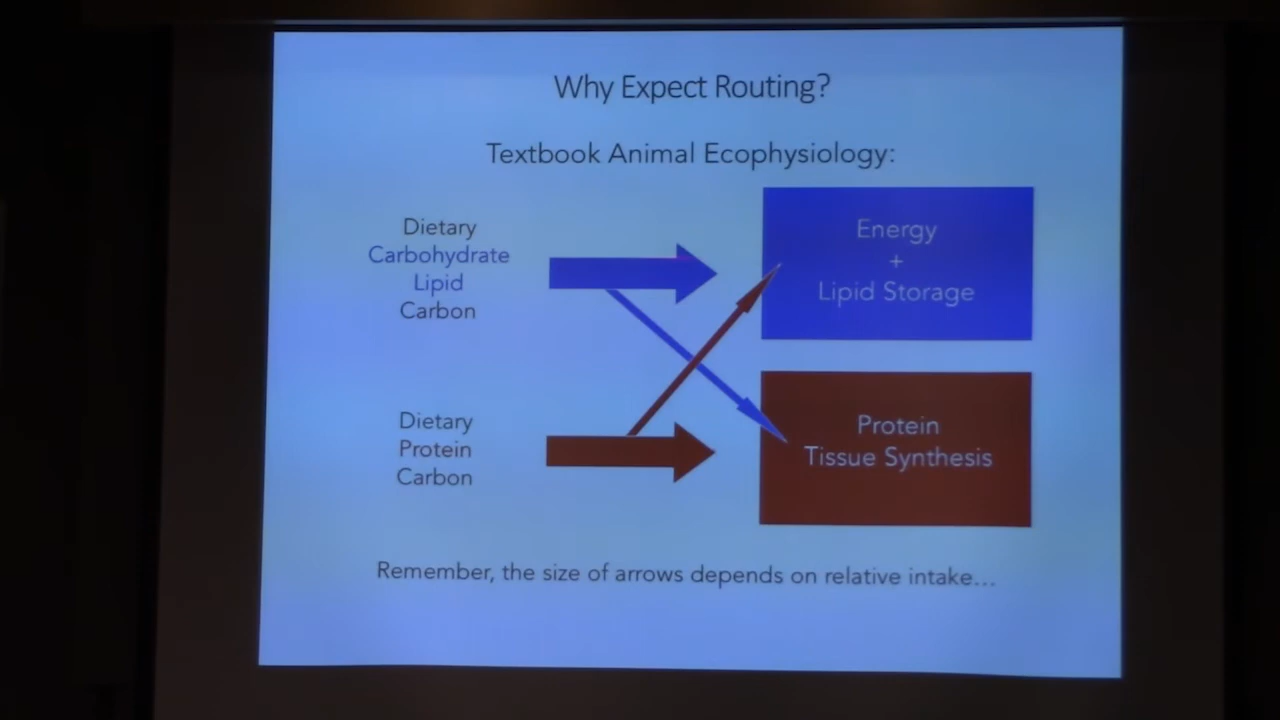 Why Expect Routing?
Textbook Animal Ecophysiology:
Dietary
Carbohydrate
Lipid
Carbon
Energy
+
Lipid Storage
Dietary
Protein
Carbon
Protein
Tissue Synthesis
Remember, the size of arrows depends on relative intake...